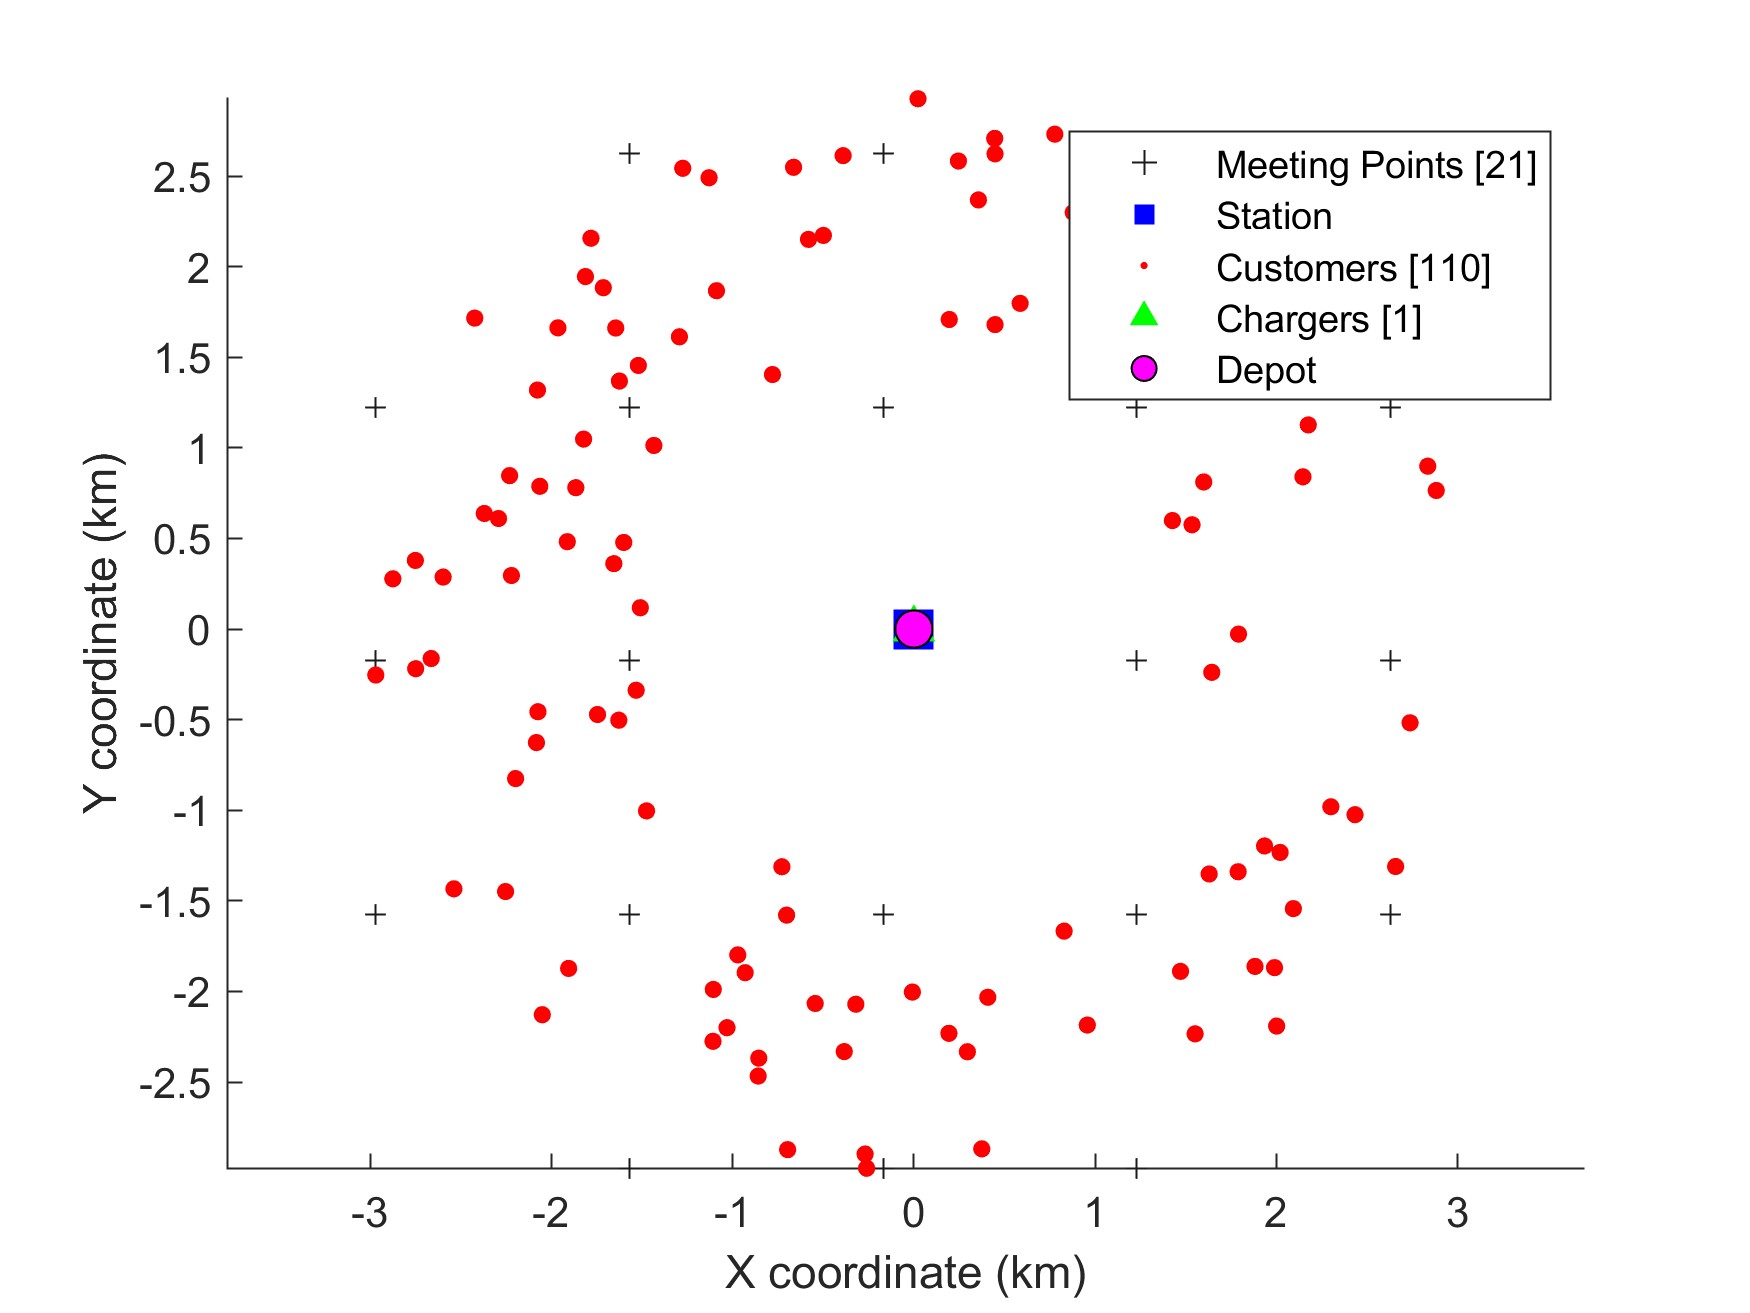 2.5
2
1.5
1
0.5
0
-0.5
-1
-1.5
-2
-2.5
Y coordinate (km)
Meeting Points [21]
Station
Customers [110]
Chargers [1]
Depot
-3 -2 -1 0 1 2 3
X coordinate (km)